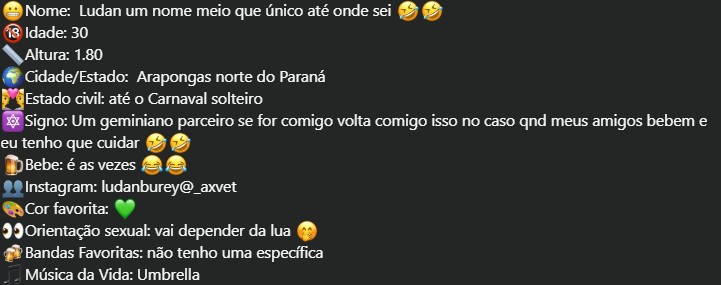 😬Nome:  Ludan um nome meio que único até onde sei 🤣🤣
🔞Idade: 30
📏Altura: 1.80
🌍Cidade/Estado:  Arapongas norte do Paraná
💏Estado civil: até o Carnaval solteiro
🔯Signo: Um geminiano parceiro se for comigo volta comigo isso no caso qnd meus amigos bebem e
eu tenho que cuidar 🤣🤣
🍺Bebe: é as vezes 😂😂
👥Instagram: ludanburey@_axvet
🎨Cor favorita: 💚
👀Orientação sexual: vai depender da lua 🤭
🍻Bandas Favoritas: não tenho uma específica
🎵Música da Vida: Umbrella